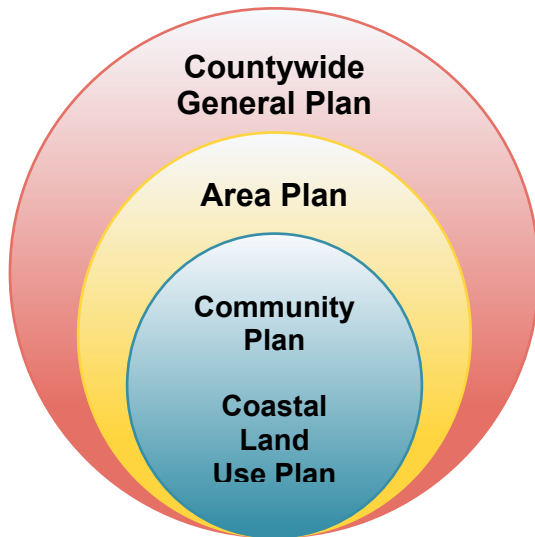 Countywide
General Plan
Area Plan
Community
Plan
Coastal
Land
Use Plan